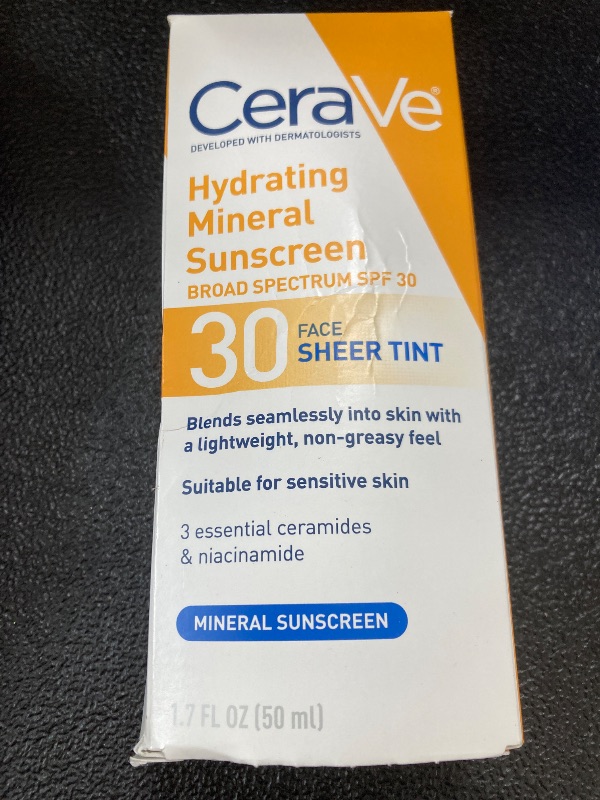 CeraVe®
DEVELOPED WITH DERMATOLOGISTS
Hydrating
Mineral
Sunscreen
BROAD SPECTRUM SPF 30
30 FACE
SHEER TINT
Blends seamlessly into skin with
a lightweight, non-greasy feel
Suitable for sensitive skin
3 essential ceramides
& niacinamide
MINERAL SUNSCREEN
1.7 FL OZ (50 ml)